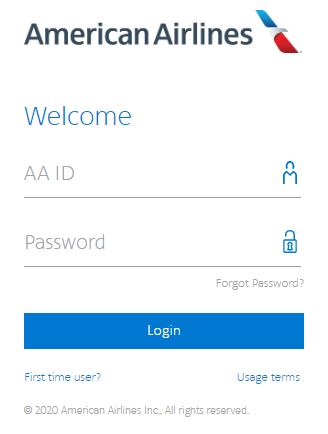 American Airlines
Welcome
AA ID
Password
Forgot Password?
Login
First time user? Usage terms
© 2020 American Airlines Inc., All rights reserved.